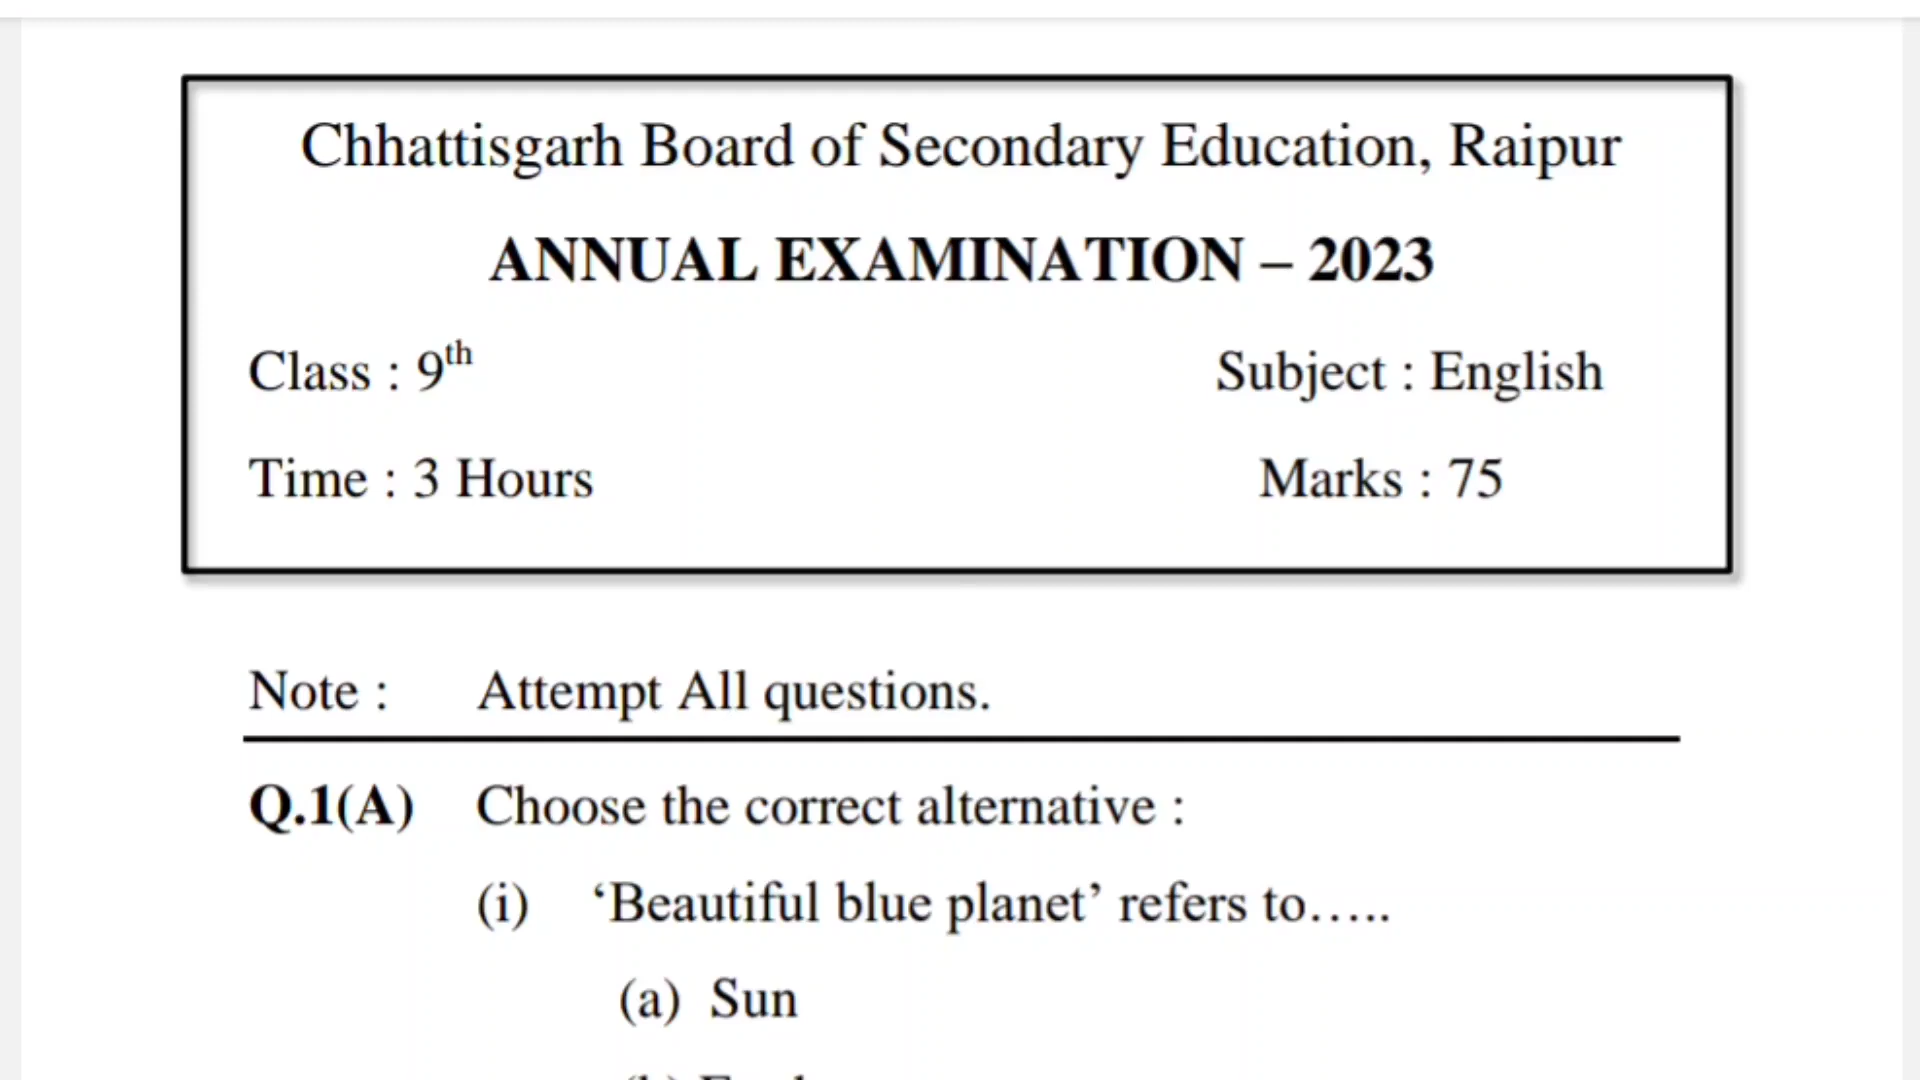 Chhattisgarh Board of Secondary Education, Raipur
ANNUAL EXAMINATION – 2023
Class : 9th
Subject : English
Time : 3 Hours
Marks : 75
Note : Attempt All questions.
Q.1(A) Choose the correct alternative :
(i) ‘Beautiful blue planet’ refers to…..
(a) Sun